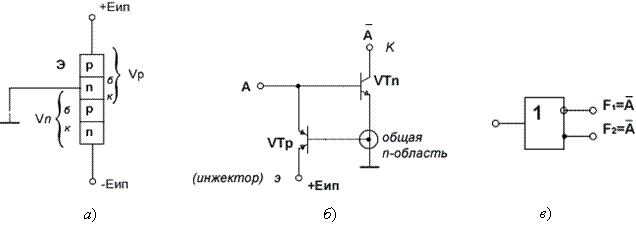 +Еип
Э
p
n
p
n
б
к
Vp
Vn
б
к
-Еип
а)
Ā
К
А
VTn
VTp
общая
n-область
(инжектор) э
+Еип
б)
1
F₁=Ā
F₂=Ā
в)